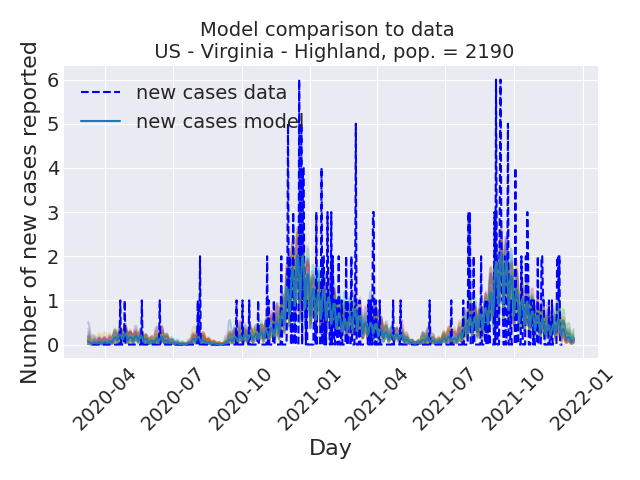 Model comparison to data
US - Virginia - Highland, pop. = 2190
Number of new cases reported
6
5
4
3
2
1
0
new cases data
new cases model
2020-04
2020-07
2020-10
2021-01
2021-04
2021-07
2021-10
2022-01
Day